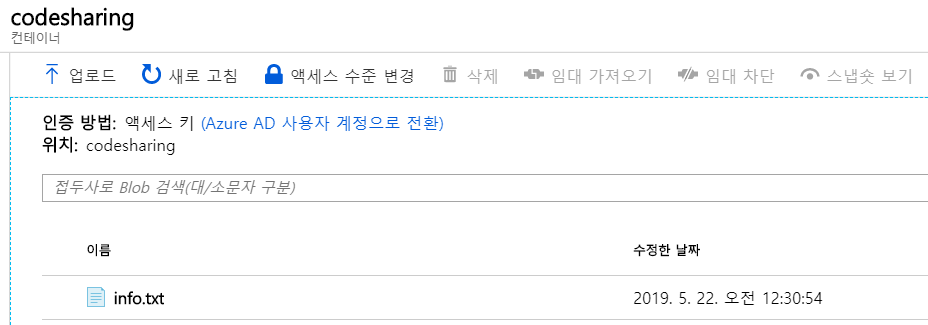 codesharing
컨테이너
업로드 새로 고침 액세스 수준 변경 삭제 임대 가져오기 임대 차단 스냅숏 보기
인증 방법: 액세스 키 (Azure AD 사용자 계정으로 전환)
위치: codesharing
접두사로 Blob 검색(대/소문자 구분)
이름 수정한 날짜
info.txt 2019. 5. 22. 오전 12:30:54